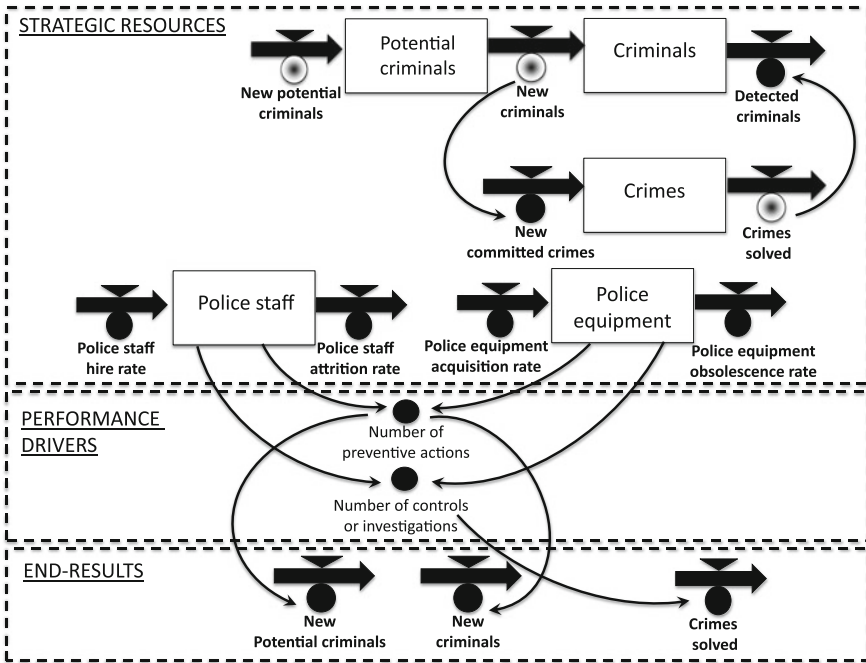 STRATEGIC RESOURCES
Potential
criminals
Criminals
New potential
criminals
New
criminals
Detected
criminals
Crimes
New
committed crimes
Crimes
solved
Police staff
Police
equipment
Police staff
hire rate
Police staff
attrition rate
Police equipment
acquisition rate
Police equipment
obsolescence rate
PERFORMANCE
DRIVERS
Number of
preventive actions
Number of controls
or investigations
END-RESULTS
New
Potential criminals
New
criminals
Crimes
solved